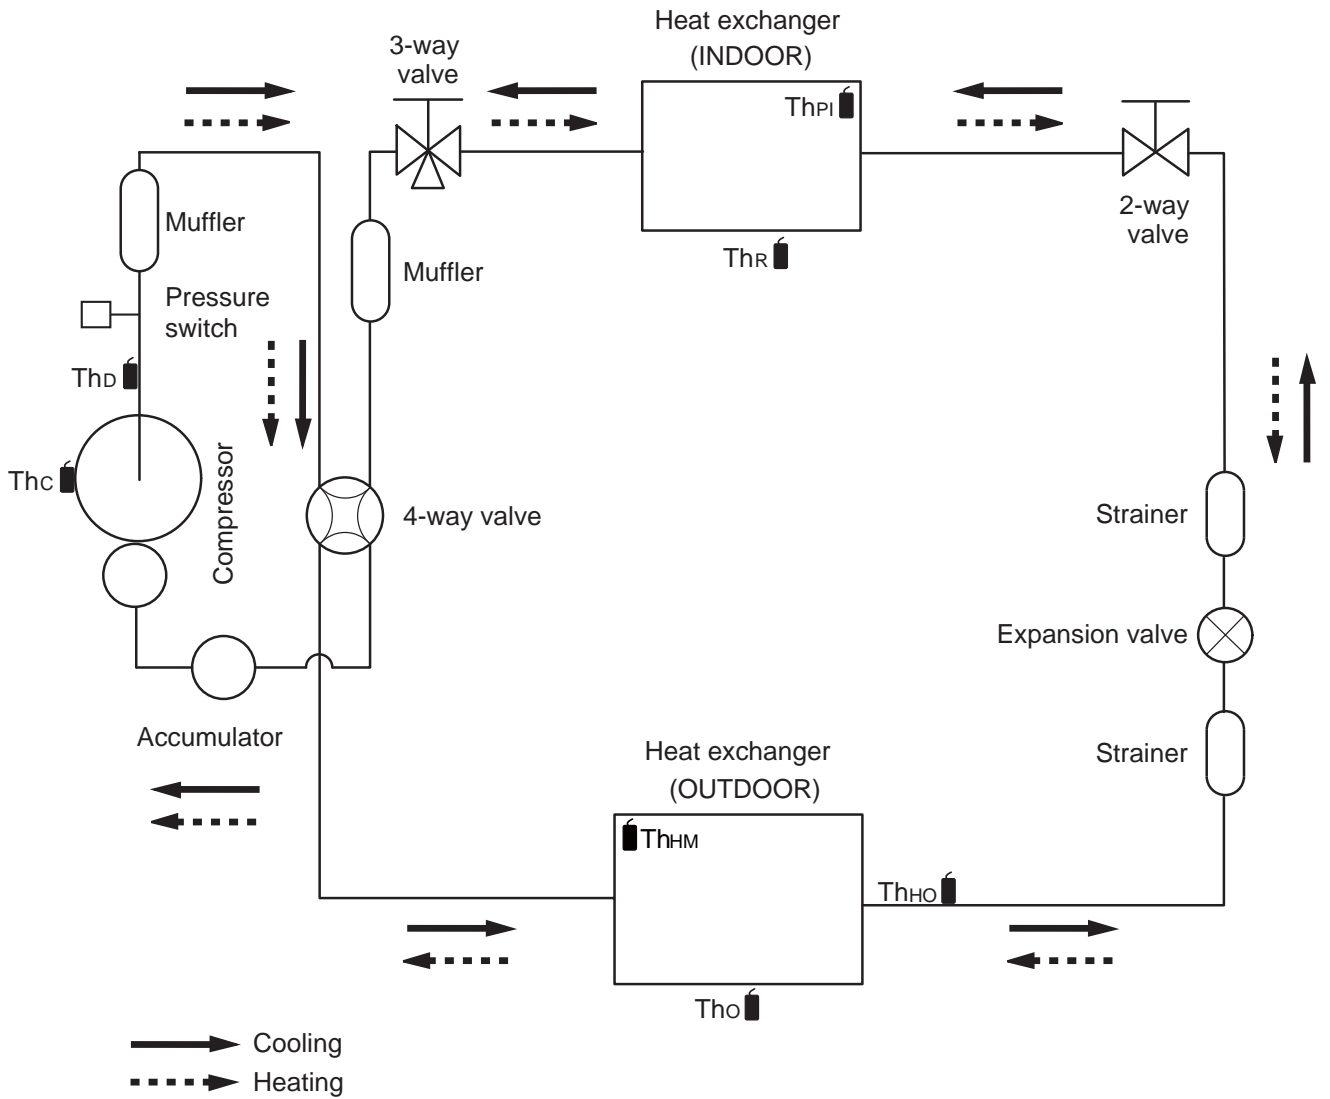 Heat exchanger
(INDOOR)
3-way
valve
ThPI
Muffler
2-way
valve
ThR
Muffler
Pressure
switch
ThD
ThC
Compressor
4-way valve
Strainer
Expansion valve
Accumulator
Strainer
Heat exchanger
(OUTDOOR)
ThHM
ThHO
ThO
Cooling
Heating